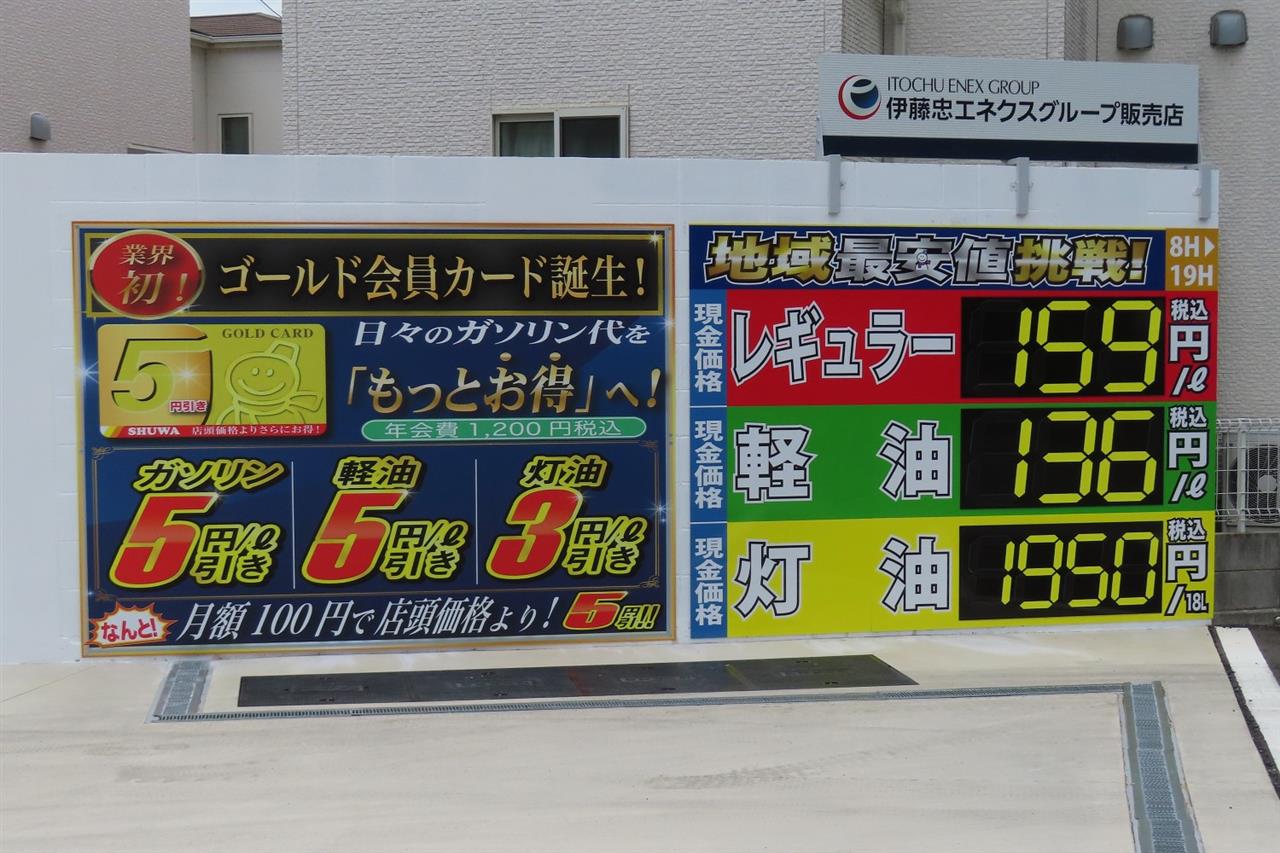 ITOCHU ENEX GROUP
伊藤忠エネクスグループ販売店
業界
初!
ゴールド会員カード誕生!
GOLD CARD
5
円引き
SHUWA 店頭価格よりさらにお得!
日々のガソリン代を
「もっとお得」へ!
年会費1,200円税込
ガソリン
5円/ℓ引き
軽油
5円/ℓ引き
灯油
3円/ℓ引き
なんと!
月額100円で店頭価格より!
地域最安値挑戦!
8H▶19H
現金価格 レギュラー 159 税込 円/ℓ
現金価格 軽油 136 税込 円/ℓ
現金価格 灯油 1950 税込 円/18L